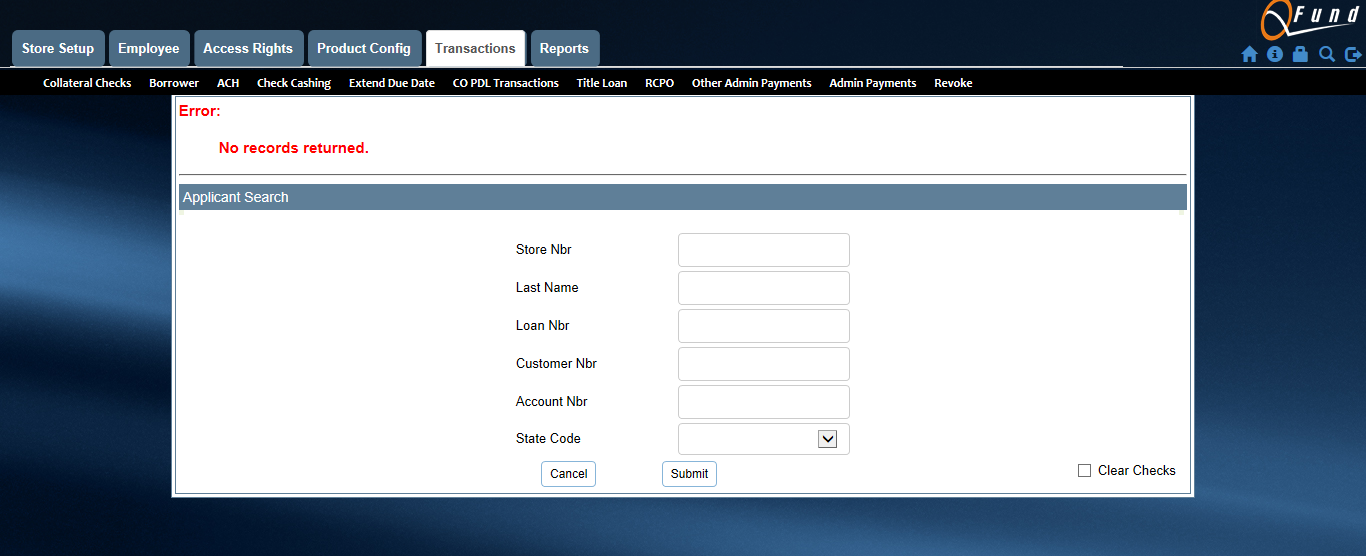 QFund
Store Setup Employee Access Rights Product Config Transactions Reports
Collateral Checks Borrower ACH Check Cashing Extend Due Date CO PDL Transactions Title Loan RCPO Other Admin Payments Admin Payments Revoke
Error:
No records returned.
Applicant Search
Store Nbr
Last Name
Loan Nbr
Customer Nbr
Account Nbr
State Code
Cancel Submit Clear Checks